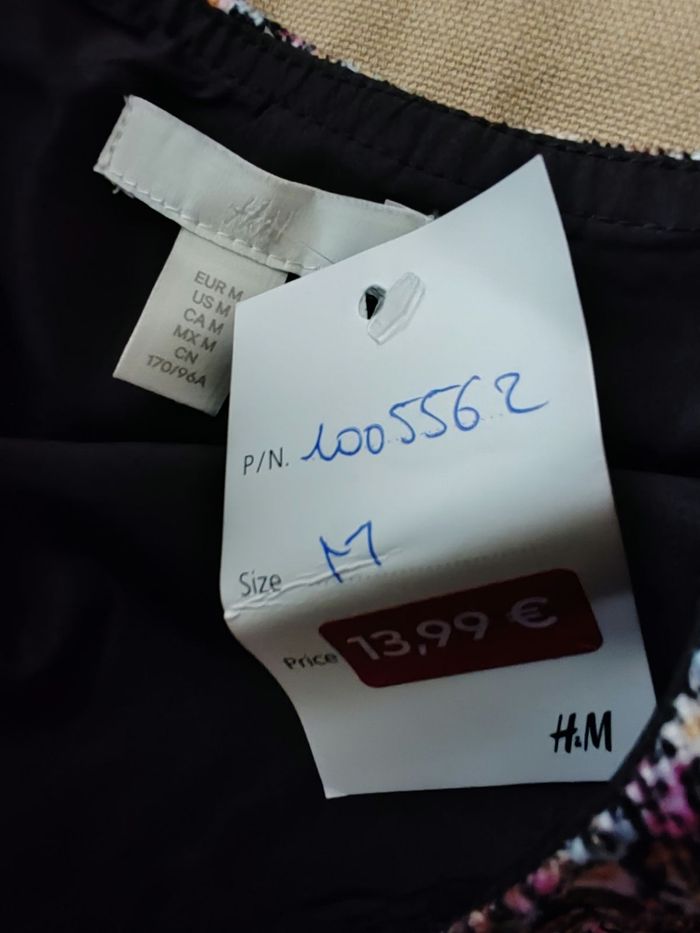 H&M
EUR M
US M
CA M
MX M
CN
170/96A
P/N. 1005562
Size M
Price 13,99 €
H&M